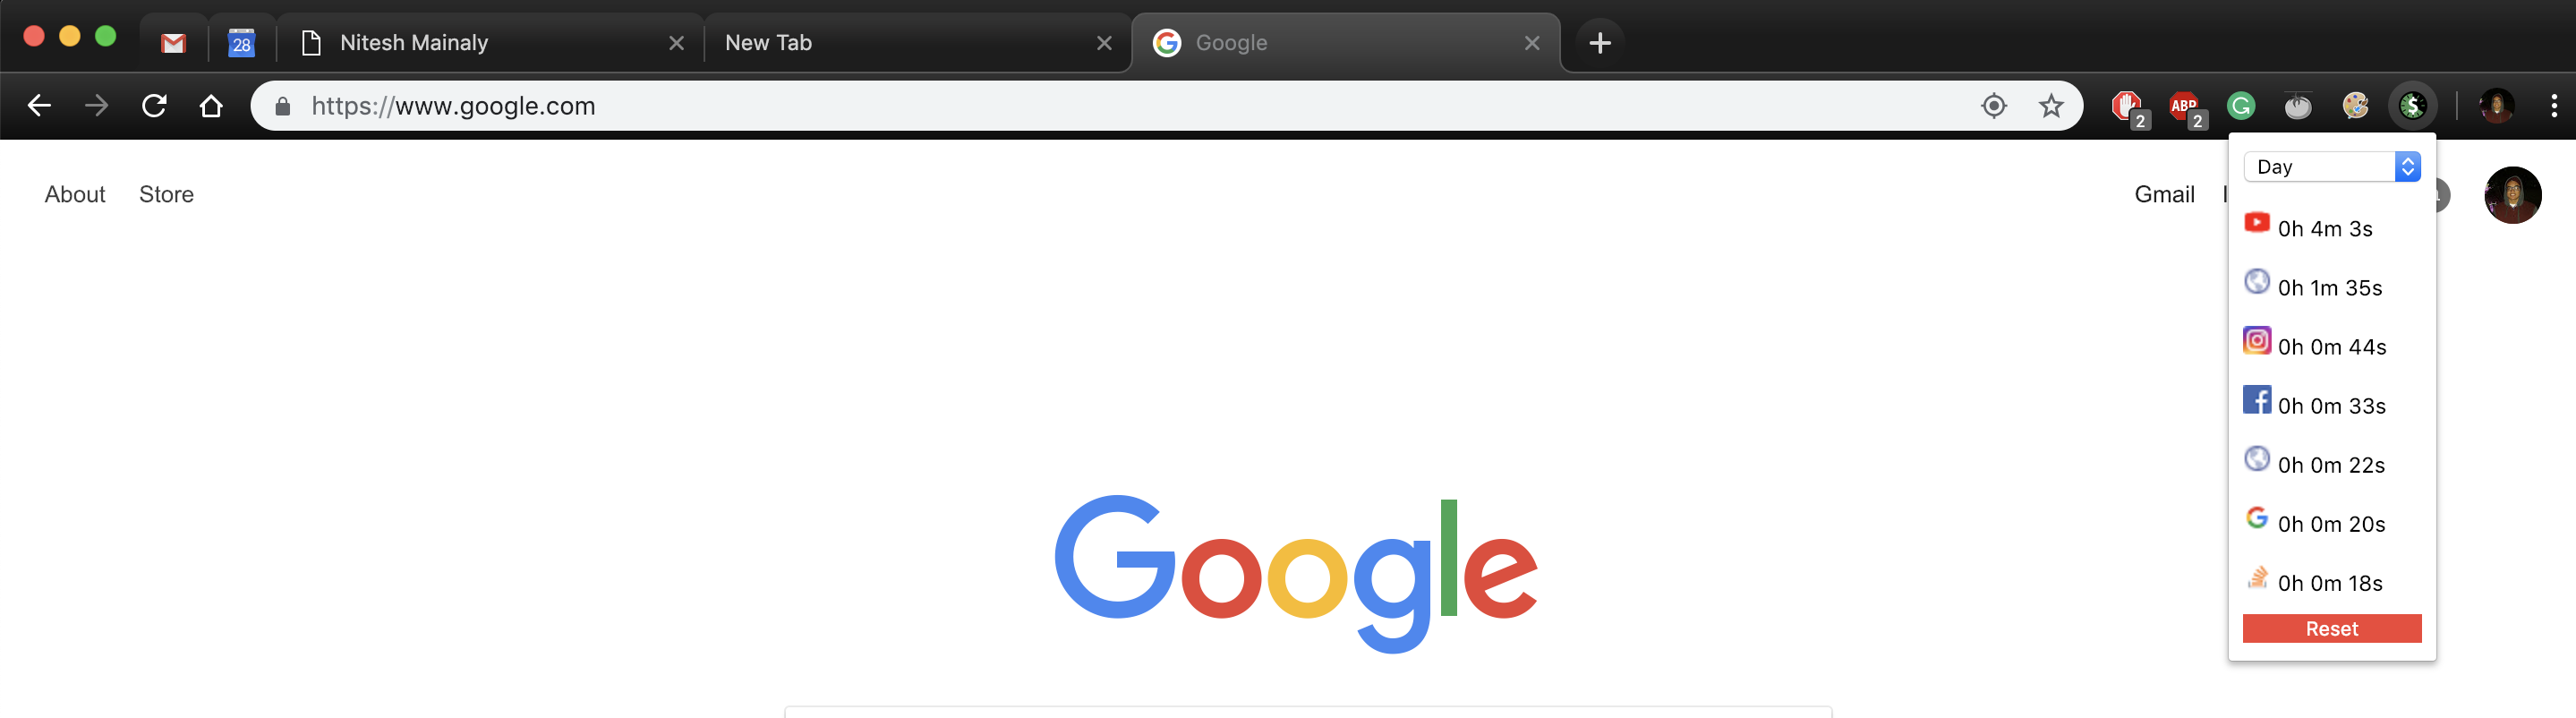 28
Nitesh Mainaly
New Tab
Google
https://www.google.com
2
ABP
2
About
Store
Gmail
Day
0h 4m 3s
0h 1m 35s
0h 0m 44s
0h 0m 33s
0h 0m 22s
0h 0m 20s
0h 0m 18s
Reset
Google